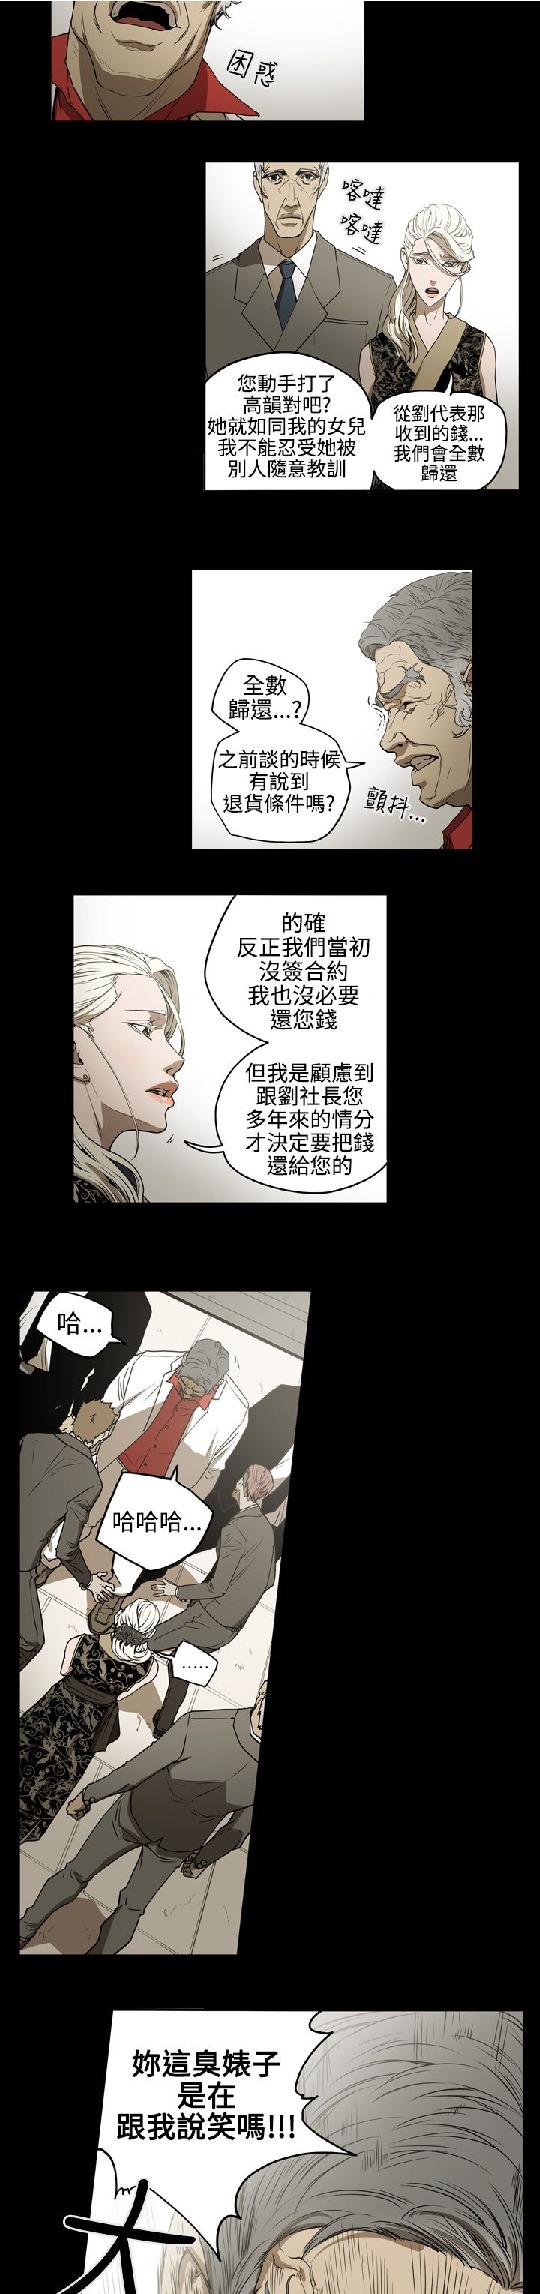 困惑
喀噠
喀噠
您動手打了
高韻對吧?
她就如同我的女兒
我不能忍受她被
別人隨意教訓
從劉代表那
收到的錢...
我們會全數
歸還
全數
歸還...?
之前談的時候
有說到
退貨條件嗎?
顫抖...
的確
反正我們當初
沒簽合約
我也沒必要
還您錢
但我是顧慮到
跟劉社長您
多年來的情分
才決定要把錢
還給您的
哈...
哈哈哈...
.....
妳這臭婊子
是在
跟我說笑嗎!!!
大